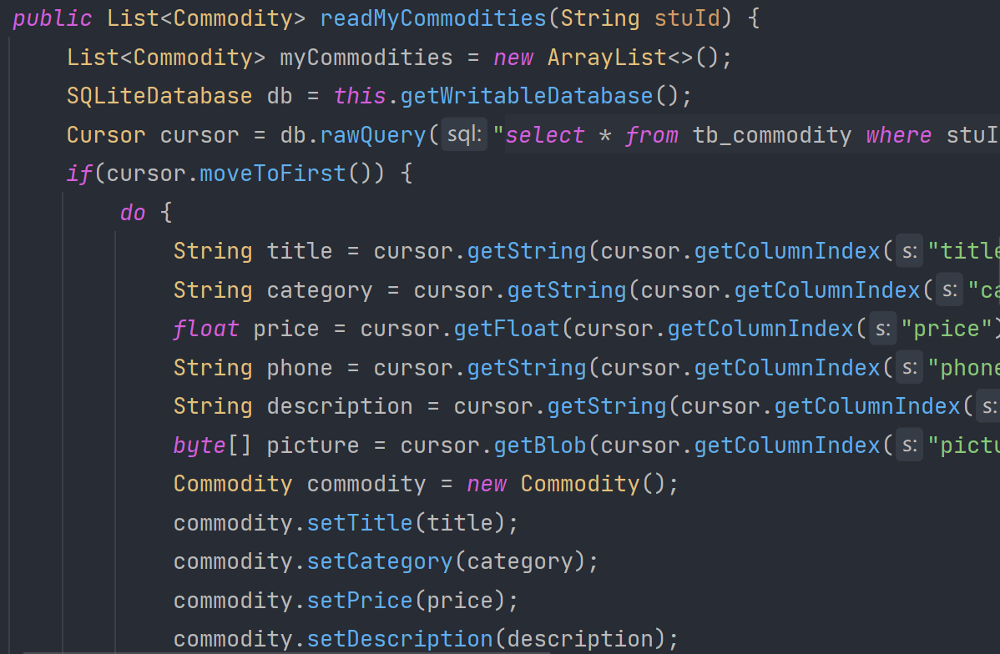 public List<Commodity> readMyCommodities(String stuId) {
List<Commodity> myCommodities = new ArrayList<>();
SQLiteDatabase db = this.getWritableDatabase();
Cursor cursor = db.rawQuery( sql: "select * from tb_commodity where stuI
if(cursor.moveToFirst()) {
do {
String title = cursor.getString(cursor.getColumnIndex( s: "title
String category = cursor.getString(cursor.getColumnIndex( s: "ca
float price = cursor.getFloat(cursor.getColumnIndex( s: "price")
String phone = cursor.getString(cursor.getColumnIndex( s: "phone
String description = cursor.getString(cursor.getColumnIndex( s:
byte[] picture = cursor.getBlob(cursor.getColumnIndex( s: "pictu
Commodity commodity = new Commodity();
commodity.setTitle(title);
commodity.setCategory(category);
commodity.setPrice(price);
commodity.setDescription(description);